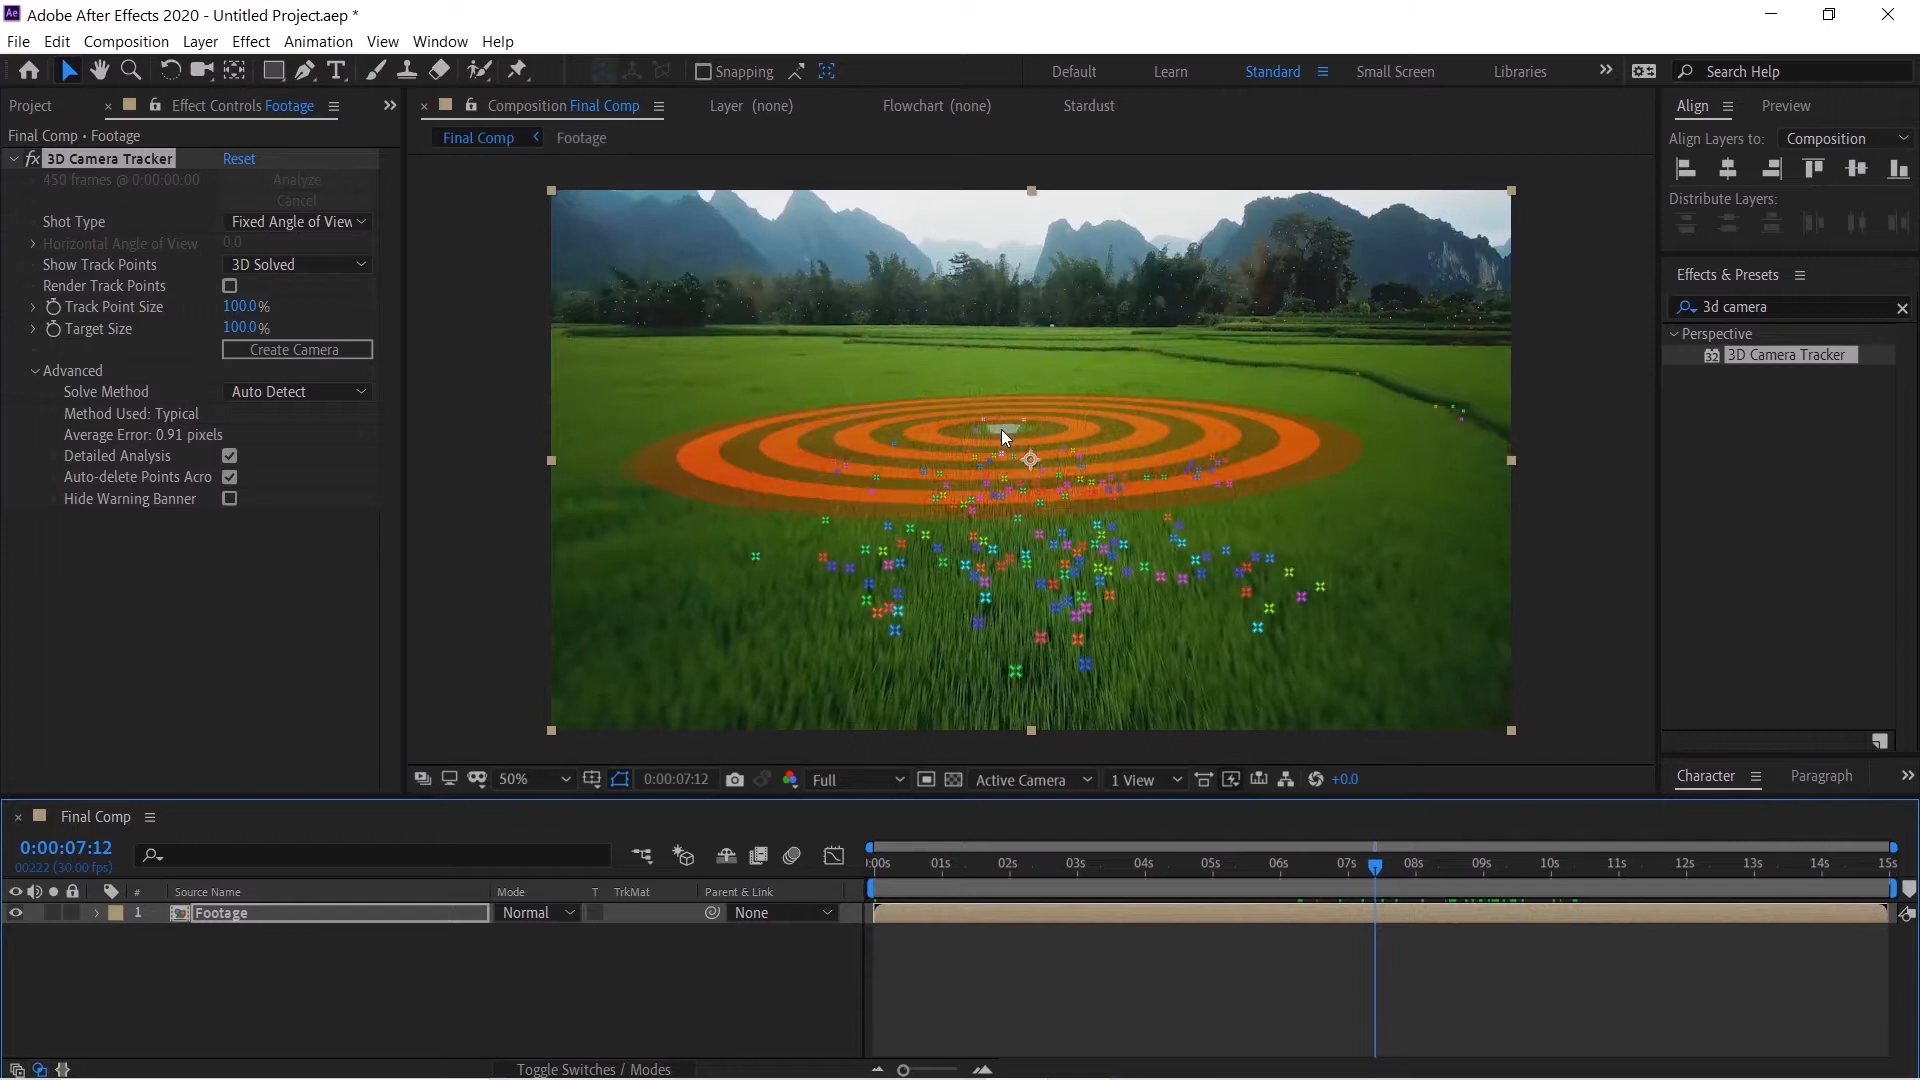 Adobe After Effects 2020 - Untitled Project.aep *
File Edit Composition Layer Effect Animation View Window Help
Snapping Default Learn Standard Small Screen Libraries Search Help
Project Effect Controls Footage Composition Final Comp Layer (none) Flowchart (none) Stardust Align Preview
Final Comp • Footage Final Comp Footage Align Layers to: Composition
3D Camera Tracker Reset
450 frames @ 0:00:00:00 Analyze
Cancel
Distribute Layers:
Shot Type Fixed Angle of View
Horizontal Angle of View 0.0
Show Track Points 3D Solved
Effects & Presets
Render Track Points
Track Point Size 100.0%
3d camera
Target Size 100.0%
Perspective
Create Camera
3D Camera Tracker
Advanced
Solve Method Auto Detect
Method Used: Typical
Average Error: 0.91 pixels
Detailed Analysis
Auto-delete Points Acro
Hide Warning Banner
50% 0:00:07:12 Full Active Camera 1 View +0.0
Character Paragraph
Final Comp
0:00:07:12
00222 (30.00 fps)
:00s 01s 02s 03s 04s 05s 06s 07s 08s 09s 10s 11s 12s 13s 14s 15s
# Source Name Mode T TrkMat Parent & Link
1 Footage Normal None
Toggle Switches / Modes